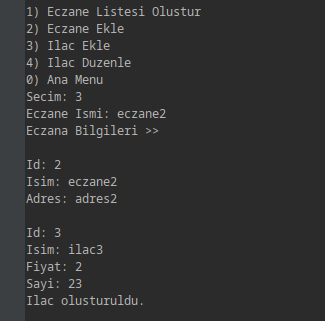 1) Eczane Listesi Olustur
2) Eczane Ekle
3) Ilac Ekle
4) Ilac Duzenle
0) Ana Menu
Secim: 3
Eczane Ismi: eczane2
Eczana Bilgileri >>
Id: 2
Isim: eczane2
Adres: adres2
Id: 3
Isim: ilac3
Fiyat: 2
Sayi: 23
Ilac olusturuldu.